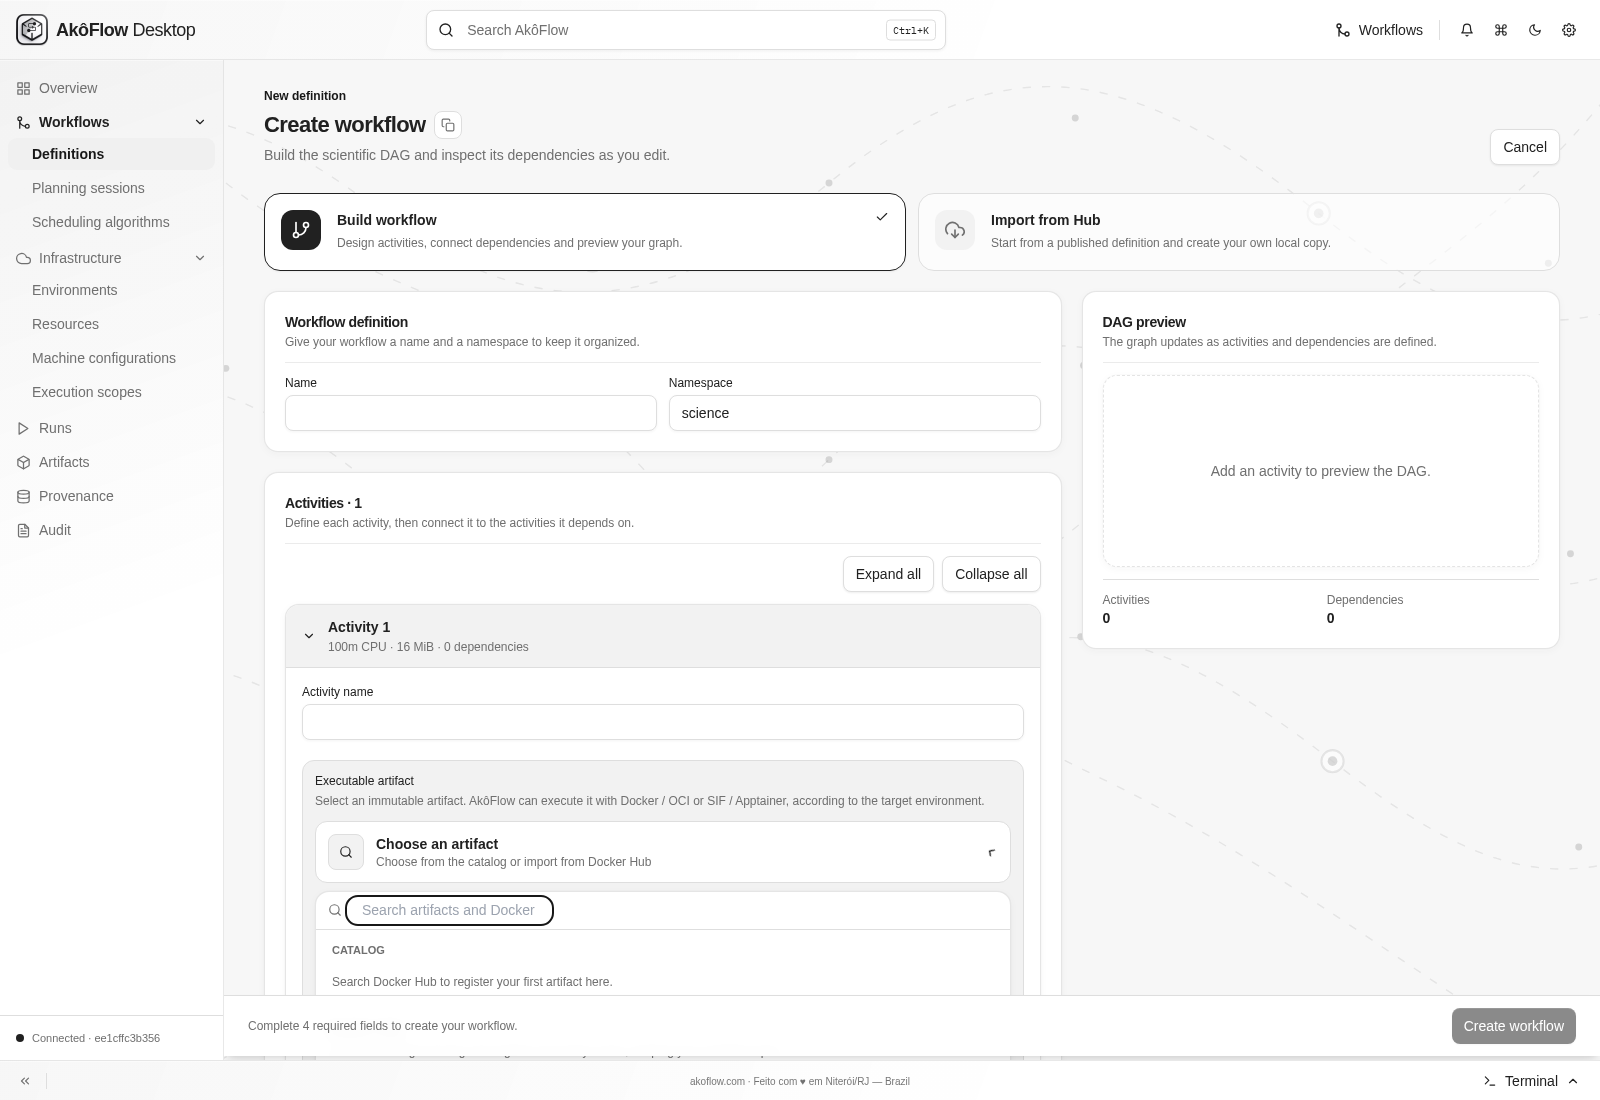 AkôFlow Desktop
Search AkôFlow
Ctrl+K
Workflows
Overview
Workflows
Definitions
Planning sessions
Scheduling algorithms
Infrastructure
Environments
Resources
Machine configurations
Execution scopes
Runs
Artifacts
Provenance
Audit
Connected · ee1cffc3b356
New definition
Create workflow
Build the scientific DAG and inspect its dependencies as you edit.
Cancel
Build workflow
Design activities, connect dependencies and preview your graph.
Import from Hub
Start from a published definition and create your own local copy.
Workflow definition
Give your workflow a name and a namespace to keep it organized.
Name
Namespace
science
DAG preview
The graph updates as activities and dependencies are defined.
Add an activity to preview the DAG.
Activities
Dependencies
0
0
Activities · 1
Define each activity, then connect it to the activities it depends on.
Expand all
Collapse all
Activity 1
100m CPU · 16 MiB · 0 dependencies
Activity name
Executable artifact
Select an immutable artifact. AkôFlow can execute it with Docker / OCI or SIF / Apptainer, according to the target environment.
Choose an artifact
Choose from the catalog or import from Docker Hub
Search artifacts and Docker
CATALOG
Search Docker Hub to register your first artifact here.
Complete 4 required fields to create your workflow.
Create workflow
akoflow.com · Feito com ♥ em Niterói/RJ — Brazil
Terminal